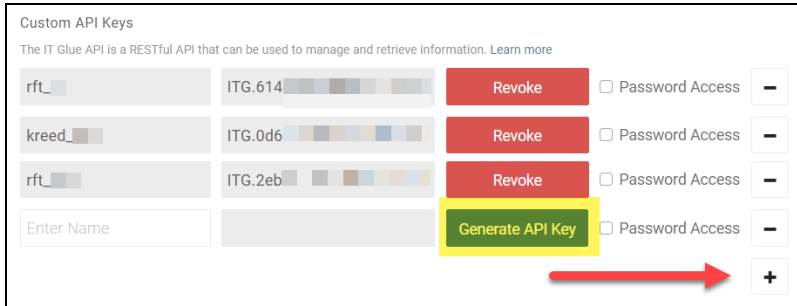 Custom API Keys
The IT Glue API is a RESTful API that can be used to manage and retrieve information. Learn more
rft_ ITG.614 Revoke Password Access −
kreed_ ITG.0d6 Revoke Password Access −
rft_ ITG.2eb Revoke Password Access −
Enter Name Generate API Key Password Access −
+